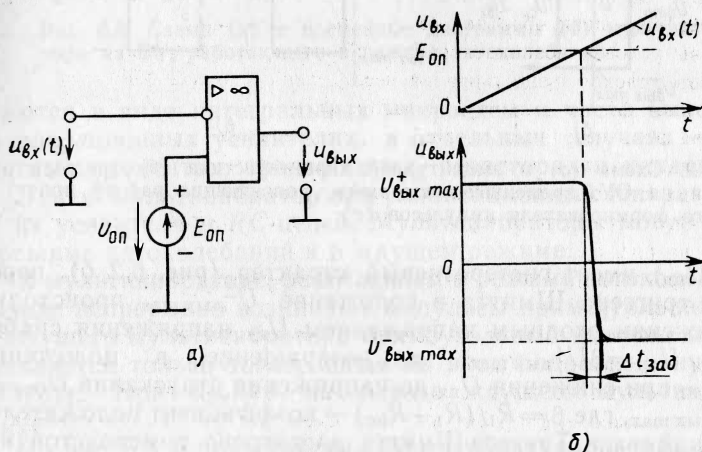 ▷ ∞
u_вх(t)
u_вых
+
U_оп
E_оп
−
а)
u_вх
E_оп
u_вх(t)
0
t
u_вых
U⁺_вых max
0
t
U⁻_вых max
Δt_зад
б)